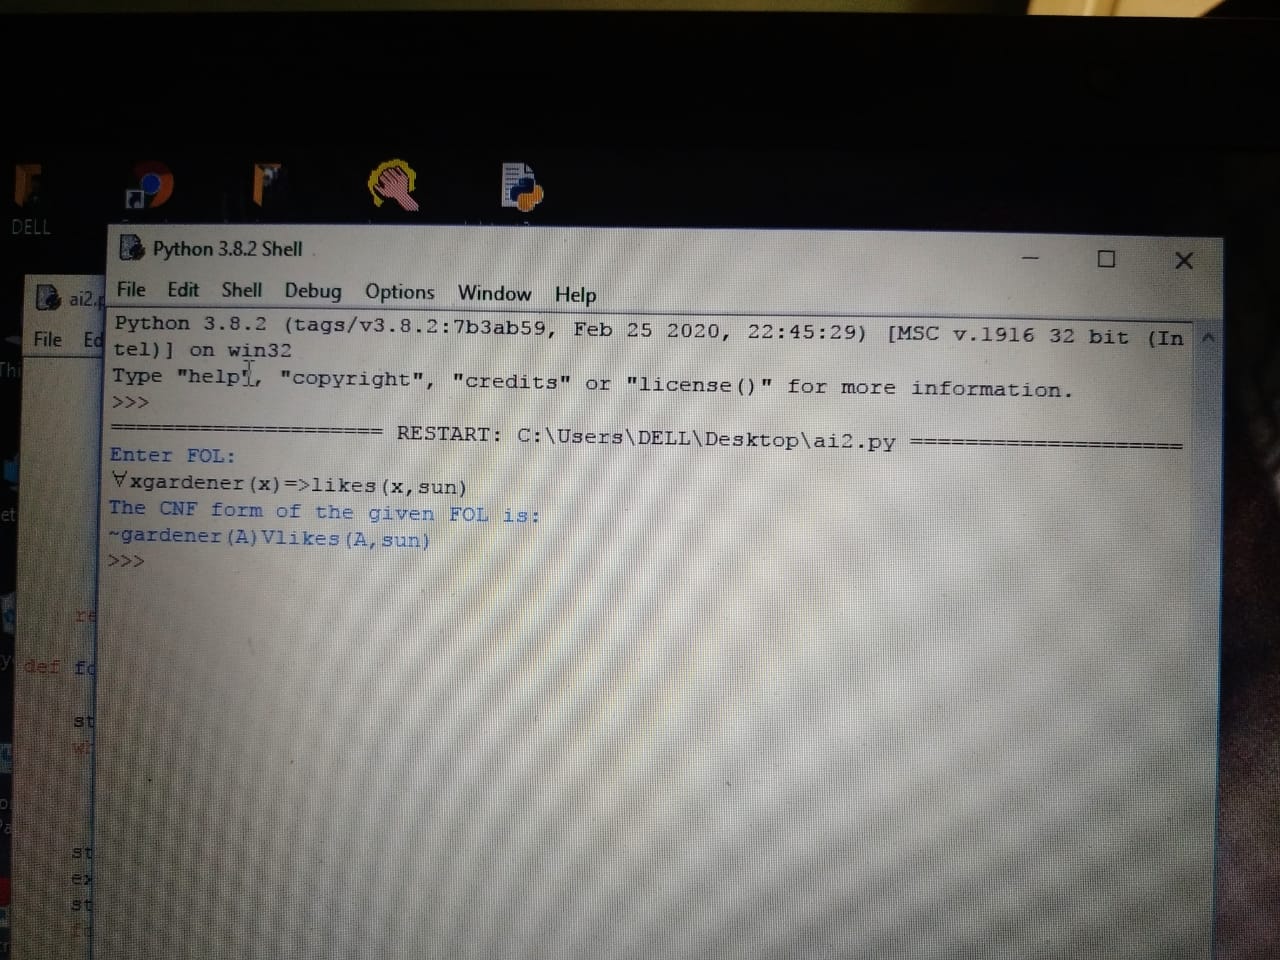 DELL
Python 3.8.2 Shell
File Edit Shell Debug Options Window Help
Python 3.8.2 (tags/v3.8.2:7b3ab59, Feb 25 2020, 22:45:29) [MSC v.1916 32 bit (In
tel)] on win32
Type "help", "copyright", "credits" or "license()" for more information.
>>>
==================== RESTART: C:\Users\DELL\Desktop\ai2.py ====================
Enter FOL:
∀xgardener(x)=>likes(x,sun)
The CNF form of the given FOL is:
~gardener(A)Vlikes(A,sun)
>>>
ai2.p
File Ed
re
def fo
st
st
ex
st